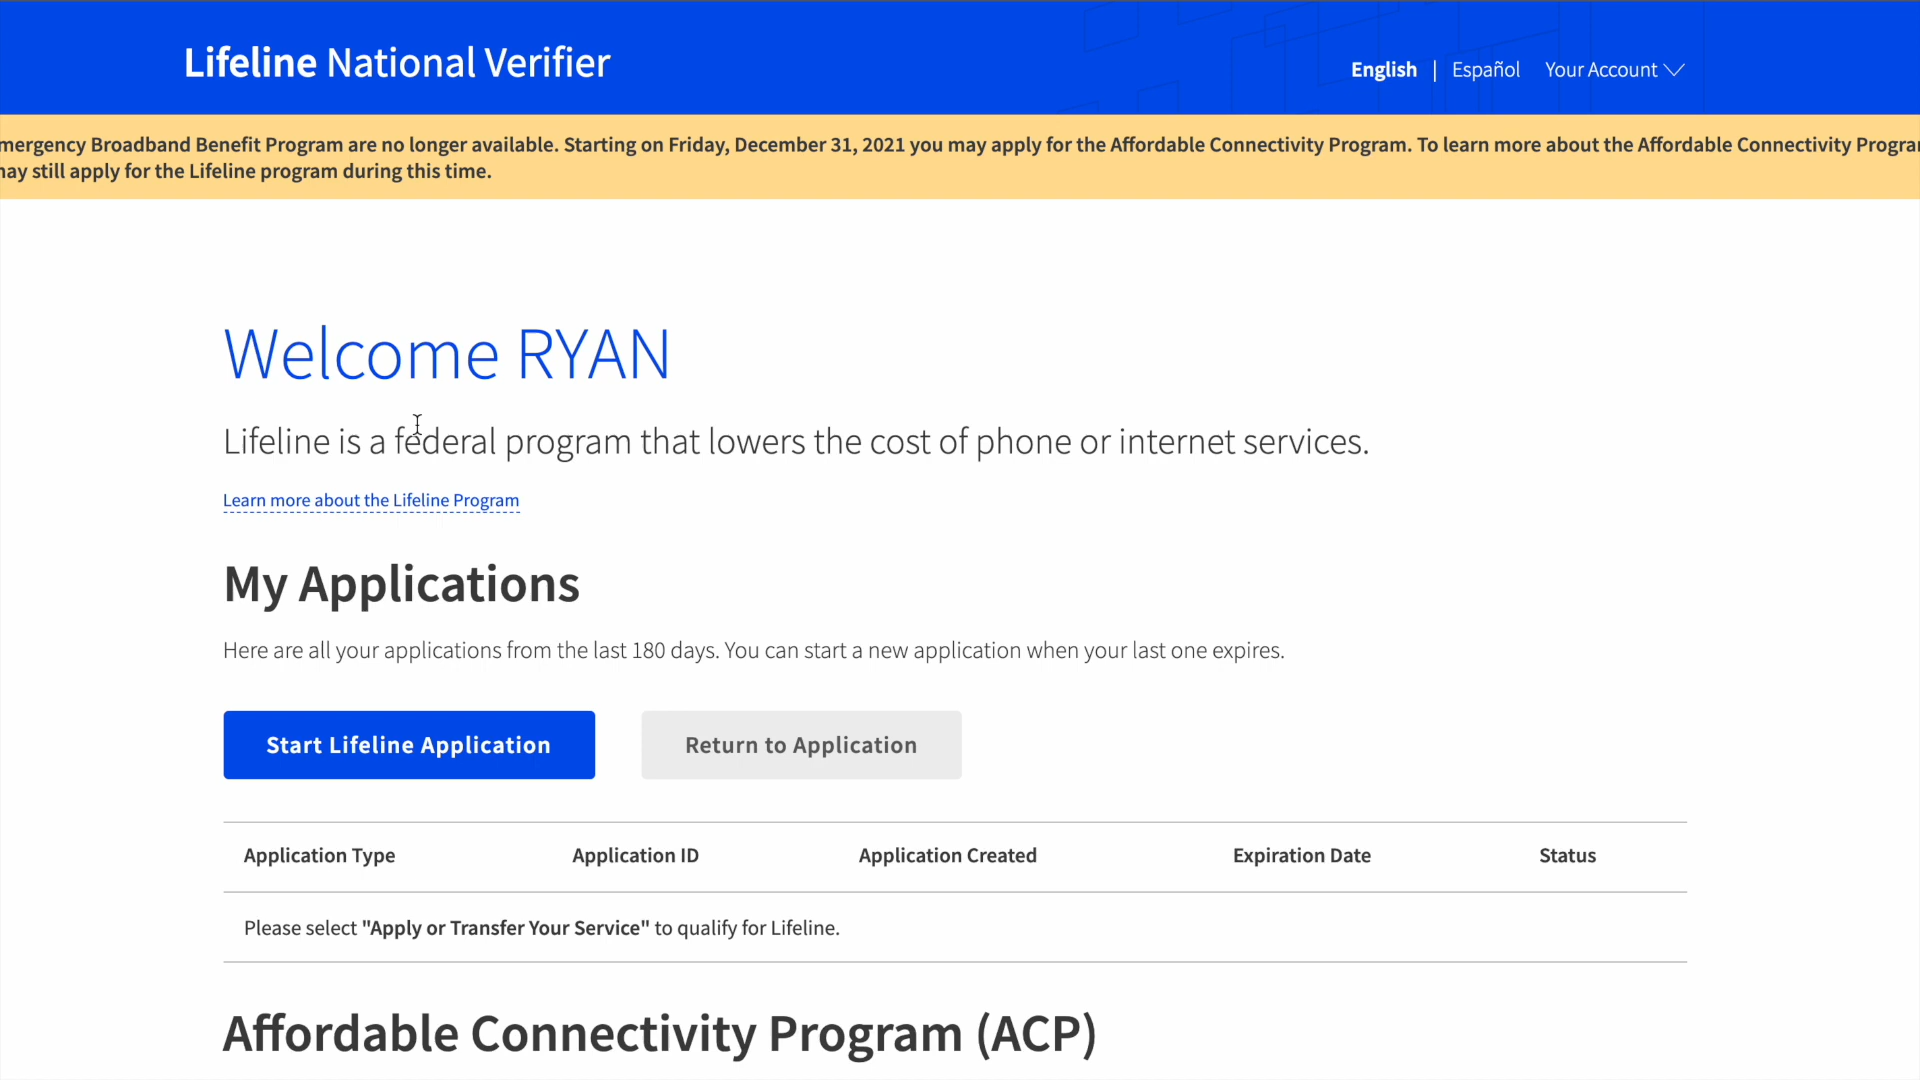 Lifeline National Verifier
English | Español Your Account
Emergency Broadband Benefit Program are no longer available. Starting on Friday, December 31, 2021 you may apply for the Affordable Connectivity Program. To learn more about the Affordable Connectivity Program
may still apply for the Lifeline program during this time.
Welcome RYAN
Lifeline is a federal program that lowers the cost of phone or internet services.
Learn more about the Lifeline Program
My Applications
Here are all your applications from the last 180 days. You can start a new application when your last one expires.
Start Lifeline Application Return to Application
Application Type Application ID Application Created Expiration Date Status
Please select "Apply or Transfer Your Service" to qualify for Lifeline.
Affordable Connectivity Program (ACP)